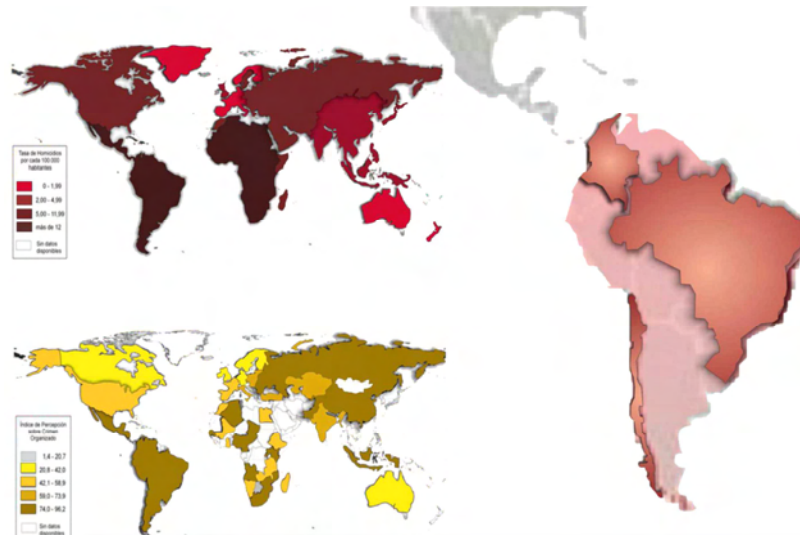 Tasa de Homicidios
por cada 100.000
habitantes
0 - 1,99
2,00 - 4,99
5,00 - 11,99
más de 12
Sin datos
disponibles
Índice de Percepción
sobre Crimen
Organizado
1,4 - 20,7
20,8 - 42,0
42,1 - 58,9
59,0 - 73,9
74,0 - 96,2
Sin datos
disponibles